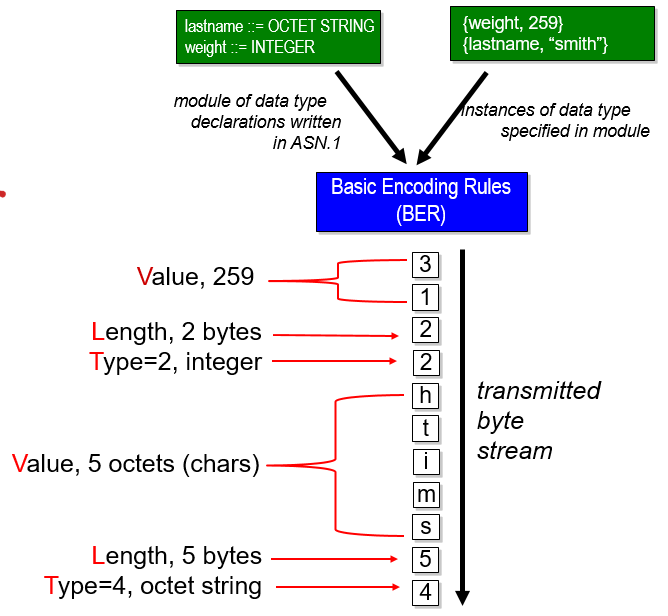 lastname ::= OCTET STRING
weight ::= INTEGER
{weight, 259}
{lastname, “smith”}
module of data type
declarations written
in ASN.1
instances of data type
specified in module
Basic Encoding Rules
(BER)
Value, 259
3
1
Length, 2 bytes
2
Type=2, integer
2
h
t
i
m
s
Value, 5 octets (chars)
transmitted
byte
stream
Length, 5 bytes
5
Type=4, octet string
4